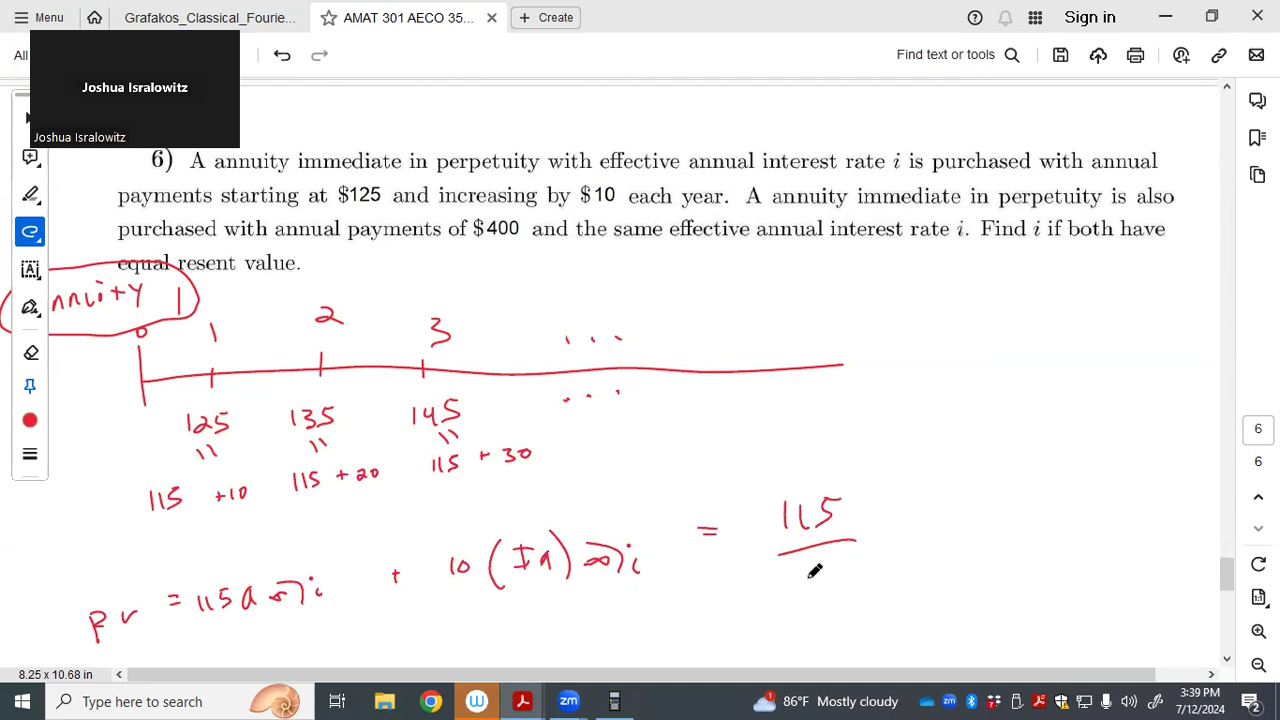 Menu
Grafakos_Classical_Fourie...
AMAT 301 AECO 35...
Create
Sign in
All
Find text or tools
Joshua Isralowitz
Joshua Isralowitz
6) A annuity immediate in perpetuity with effective annual interest rate i is purchased with annual
payments starting at $125 and increasing by $10 each year. A annuity immediate in perpetuity is also
purchased with annual payments of $400 and the same effective annual interest rate i. Find i if both have
equal resent value.
nnuity 1
0 1 2 3 ...
125 135 145 ...
= = =
115 +10 115 +20 115 + 30
pv = 115 a ∞ i + 10 (Ia) ∞ i = 115
6
6
8.25 x 10.68 in
Type here to search
86°F Mostly cloudy
3:39 PM
7/12/2024
2